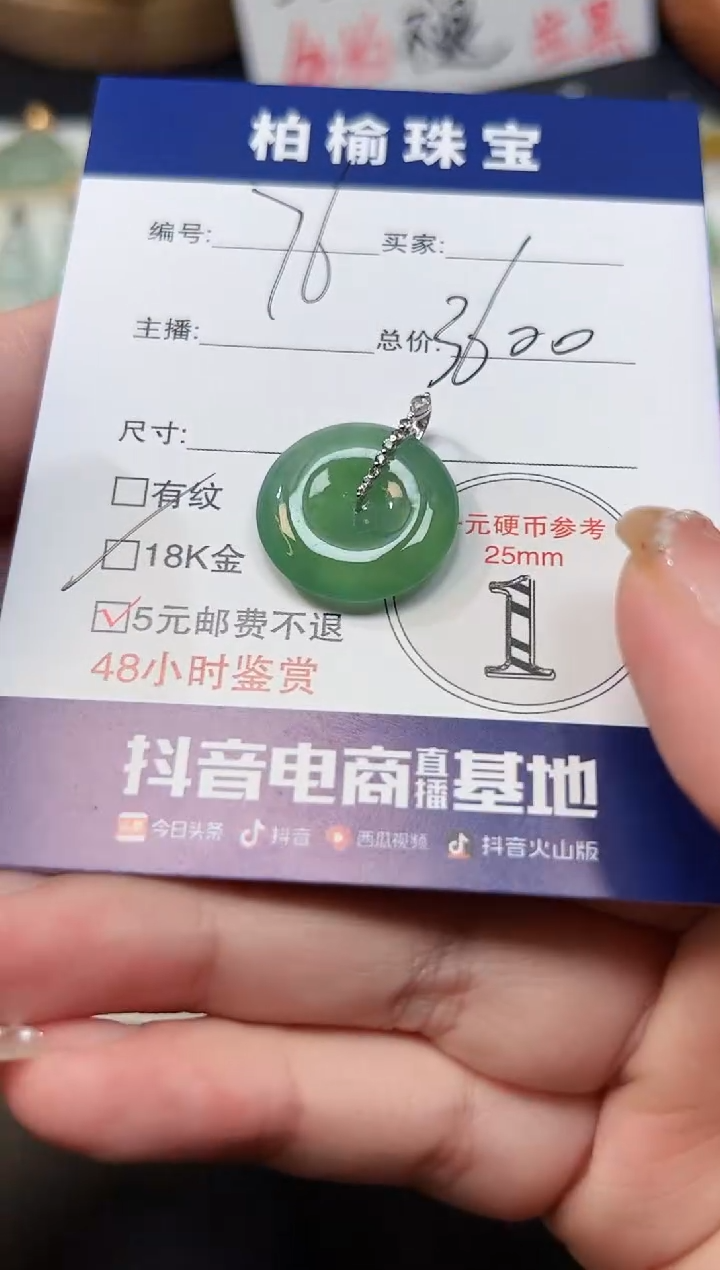 柏榆珠宝
编号: 76 买家:
主播: 总价: 3600
尺寸:
有纹
18K金
元硬币参考
25mm
1
5元邮费不退
48小时鉴赏
抖音电商直播基地
今日头条 抖音 西瓜视频 抖音火山版